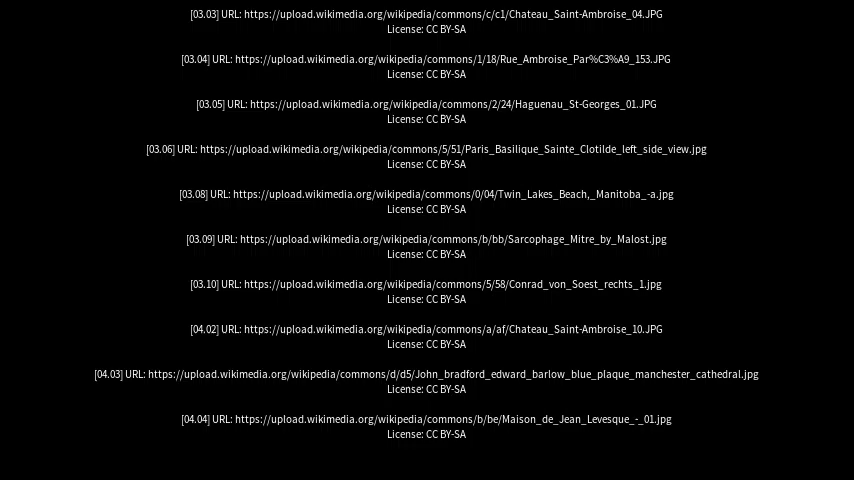 [03.03] URL: https://upload.wikimedia.org/wikipedia/commons/c/c1/Chateau_Saint-Ambroise_04.JPG
License: CC BY-SA
[03.04] URL: https://upload.wikimedia.org/wikipedia/commons/1/18/Rue_Ambroise_Par%C3%A9_153.JPG
License: CC BY-SA
[03.05] URL: https://upload.wikimedia.org/wikipedia/commons/2/24/Haguenau_St-Georges_01.JPG
License: CC BY-SA
[03.06] URL: https://upload.wikimedia.org/wikipedia/commons/5/51/Paris_Basilique_Sainte_Clotilde_left_side_view.jpg
License: CC BY-SA
[03.08] URL: https://upload.wikimedia.org/wikipedia/commons/0/04/Twin_Lakes_Beach,_Manitoba_-a.jpg
License: CC BY-SA
[03.09] URL: https://upload.wikimedia.org/wikipedia/commons/b/bb/Sarcophage_Mitre_by_Malost.jpg
License: CC BY-SA
[03.10] URL: https://upload.wikimedia.org/wikipedia/commons/5/58/Conrad_von_Soest_rechts_1.jpg
License: CC BY-SA
[04.02] URL: https://upload.wikimedia.org/wikipedia/commons/a/af/Chateau_Saint-Ambroise_10.JPG
License: CC BY-SA
[04.03] URL: https://upload.wikimedia.org/wikipedia/commons/d/d5/John_bradford_edward_barlow_blue_plaque_manchester_cathedral.jpg
License: CC BY-SA
[04.04] URL: https://upload.wikimedia.org/wikipedia/commons/b/be/Maison_de_Jean_Levesque_-_01.jpg
License: CC BY-SA